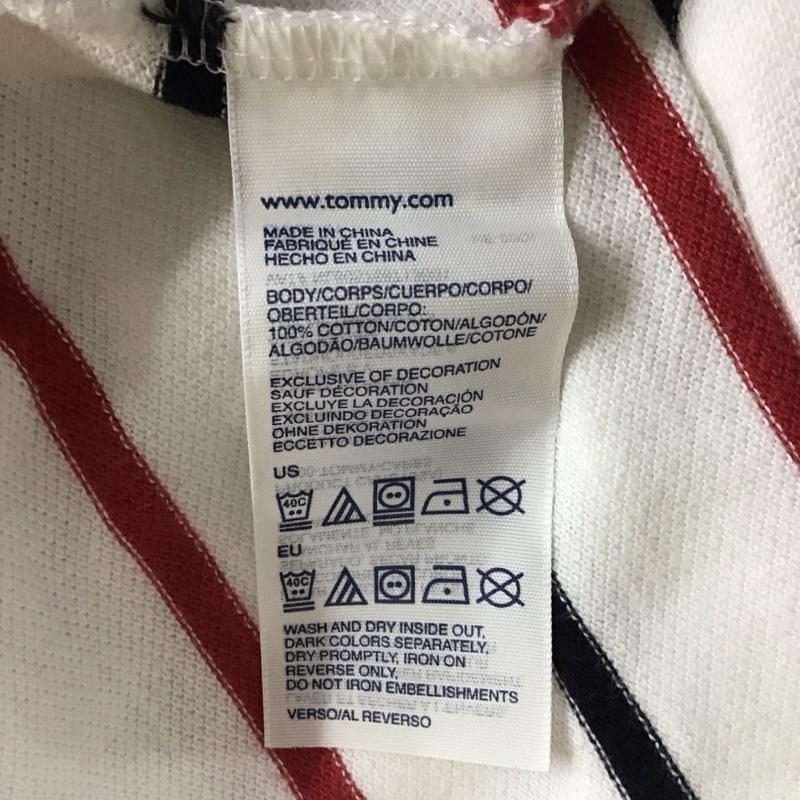 www.tommy.com
MADE IN CHINA
FABRIQUÉ EN CHINE
HECHO EN CHINA
BODY/CORPS/CUERPO/CORPO/
OBERTEIL/CORPO:
100% COTTON/COTON/ALGODÓN/
ALGODÃO/BAUMWOLLE/COTONE
EXCLUSIVE OF DECORATION
SAUF DÉCORATION
EXCLUYE LA DECORACIÓN
EXCLUINDO DECORAÇÃO
OHNE DEKORATION
ECCETTO DECORAZIONE
US
40C
EU
40C
WASH AND DRY INSIDE OUT,
DARK COLORS SEPARATELY,
DRY PROMPTLY, IRON ON
REVERSE ONLY,
DO NOT IRON EMBELLISHMENTS
VERSO/AL REVERSO